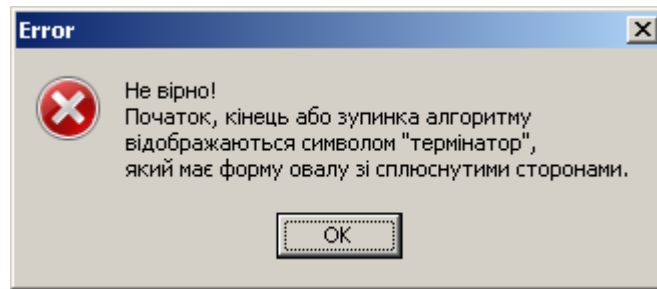 Error
Не вірно!
Початок, кінець або зупинка алгоритму
відображаються символом "термінатор",
який має форму овалу зі сплюснутими сторонами.
OK